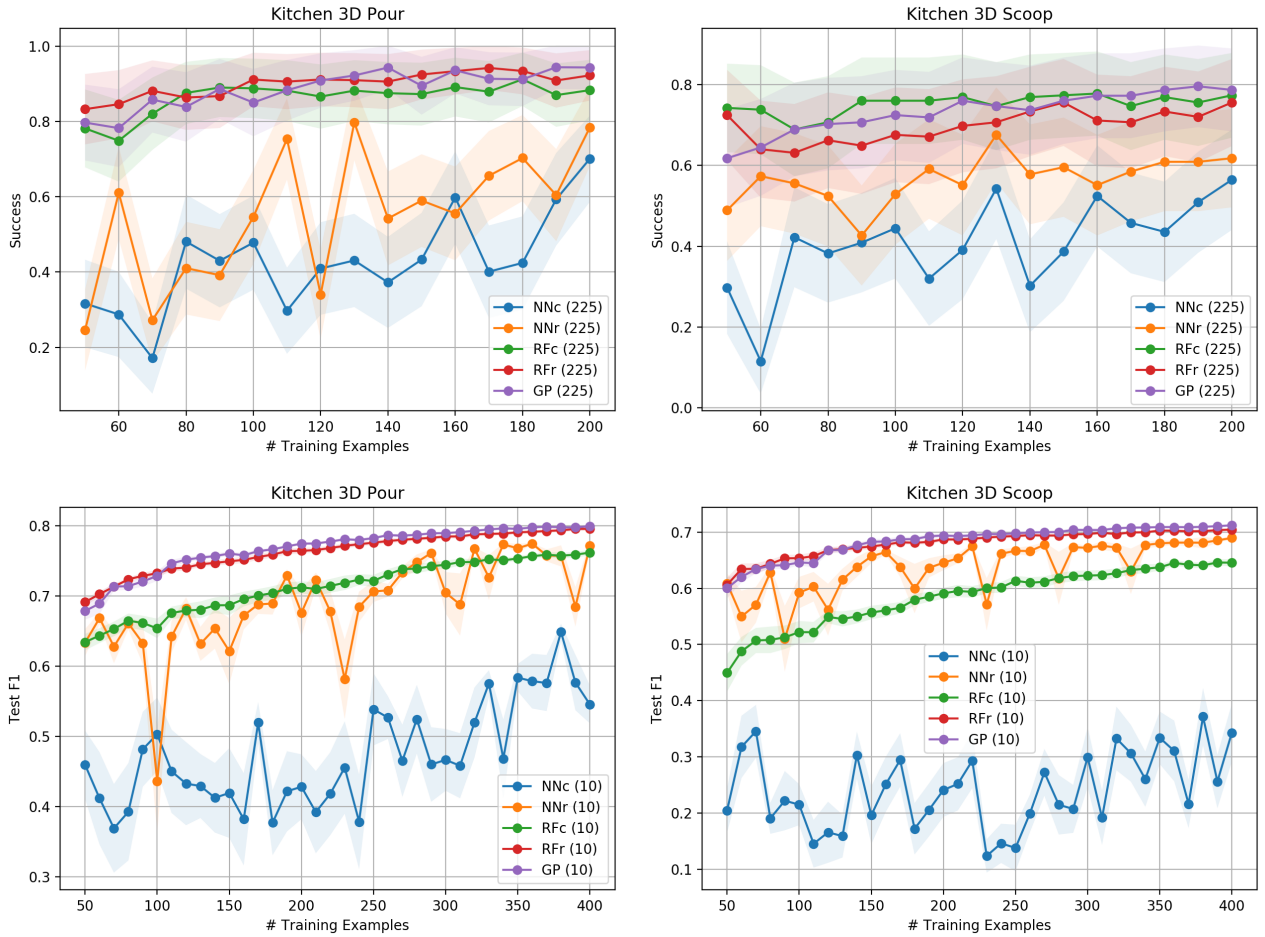 Kitchen 3D Pour
Success
1.0
0.8
0.6
0.4
0.2
60 80 100 120 140 160 180 200
# Training Examples
NNc (225)
NNr (225)
RFc (225)
RFr (225)
GP (225)
Kitchen 3D Scoop
Success
0.8
0.6
0.4
0.2
0.0
60 80 100 120 140 160 180 200
# Training Examples
NNc (225)
NNr (225)
RFc (225)
RFr (225)
GP (225)
Kitchen 3D Pour
Test F1
0.8
0.7
0.6
0.5
0.4
0.3
50 100 150 200 250 300 350 400
# Training Examples
NNc (10)
NNr (10)
RFc (10)
RFr (10)
GP (10)
Kitchen 3D Scoop
Test F1
0.7
0.6
0.5
0.4
0.3
0.2
0.1
50 100 150 200 250 300 350 400
# Training Examples
NNc (10)
NNr (10)
RFc (10)
RFr (10)
GP (10)